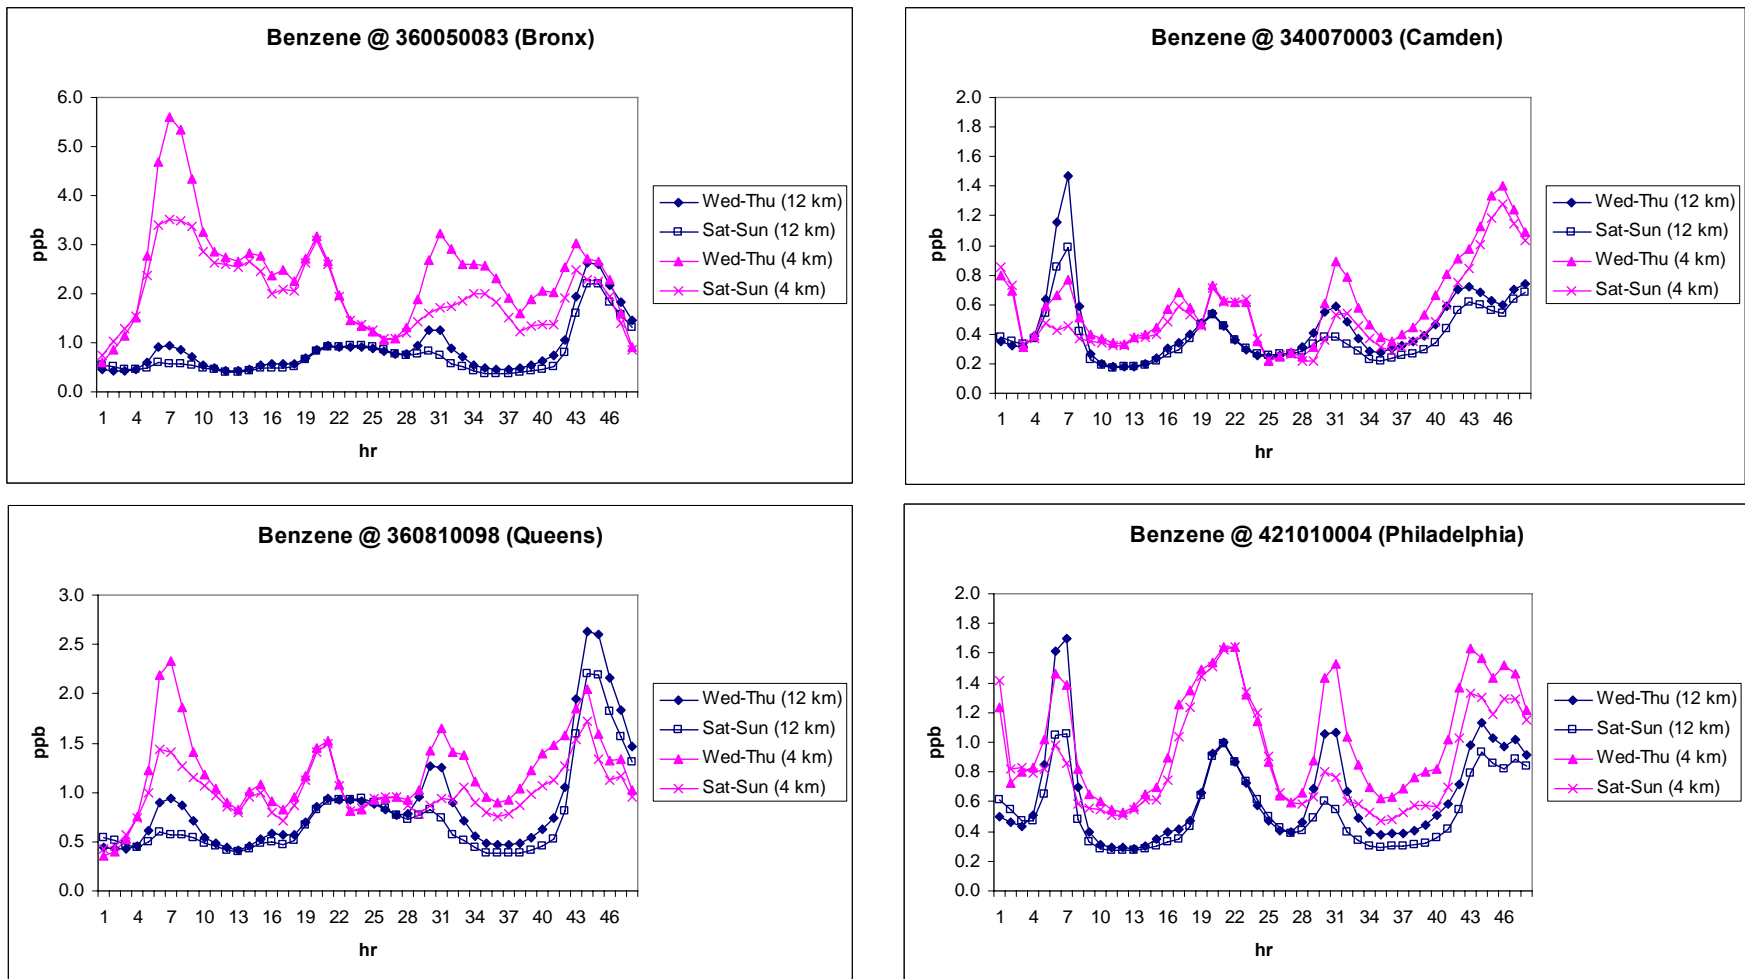 Benzene @ 360050083 (Bronx)
6.0
5.0
4.0
3.0
2.0
1.0
0.0
ppb
1 4 7 10 13 16 19 22 25 28 31 34 37 40 43 46
hr
Wed-Thu (12 km)
Sat-Sun (12 km)
Wed-Thu (4 km)
Sat-Sun (4 km)
Benzene @ 340070003 (Camden)
2.0
1.8
1.6
1.4
1.2
1.0
0.8
0.6
0.4
0.2
0.0
ppb
1 4 7 10 13 16 19 22 25 28 31 34 37 40 43 46
hr
Wed-Thu (12 km)
Sat-Sun (12 km)
Wed-Thu (4 km)
Sat-Sun (4 km)
Benzene @ 360810098 (Queens)
3.0
2.5
2.0
1.5
1.0
0.5
0.0
ppb
1 4 7 10 13 16 19 22 25 28 31 34 37 40 43 46
hr
Wed-Thu (12 km)
Sat-Sun (12 km)
Wed-Thu (4 km)
Sat-Sun (4 km)
Benzene @ 421010004 (Philadelphia)
2.0
1.8
1.6
1.4
1.2
1.0
0.8
0.6
0.4
0.2
0.0
ppb
1 4 7 10 13 16 19 22 25 28 31 34 37 40 43 46
hr
Wed-Thu (12 km)
Sat-Sun (12 km)
Wed-Thu (4 km)
Sat-Sun (4 km)